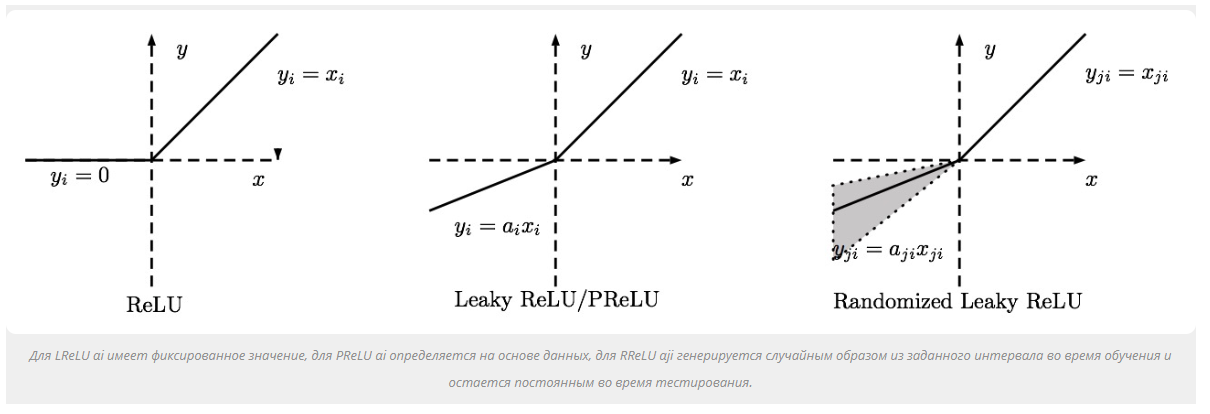 y
y_i = x_i
y_i = 0
x
ReLU
y
y_i = x_i
x
y_i = a_i x_i
Leaky ReLU/PReLU
y
y_{ji} = x_{ji}
x
y_{ji} = a_{ji} x_{ji}
Randomized Leaky ReLU
Для LReLU ai имеет фиксированное значение, для PReLU ai определяется на основе данных, для RReLU aji генерируется случайным образом из заданного интервала во время обучения и
остается постоянным во время тестирования.